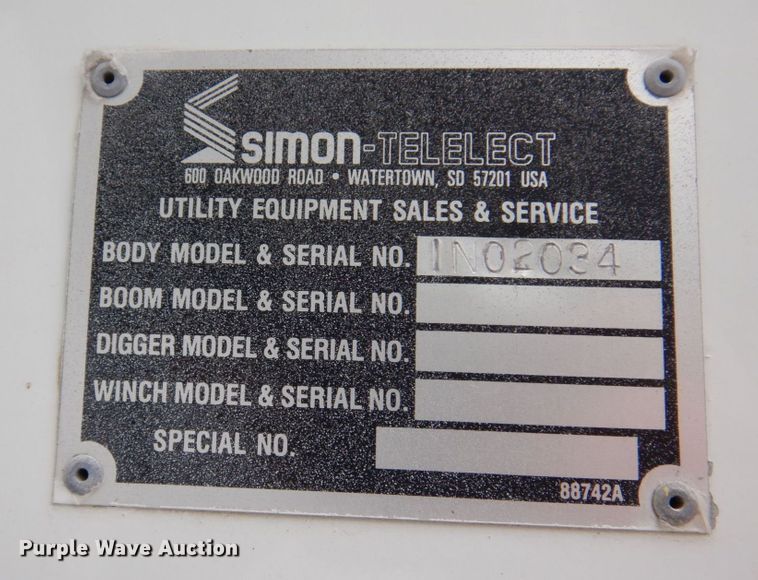 SIMON-TELELECT
600 OAKWOOD ROAD • WATERTOWN, SD 57201 USA
UTILITY EQUIPMENT SALES & SERVICE
BODY MODEL & SERIAL NO. 1N02034
BOOM MODEL & SERIAL NO.
DIGGER MODEL & SERIAL NO.
WINCH MODEL & SERIAL NO.
SPECIAL NO.
88742A
Purple Wave Auction